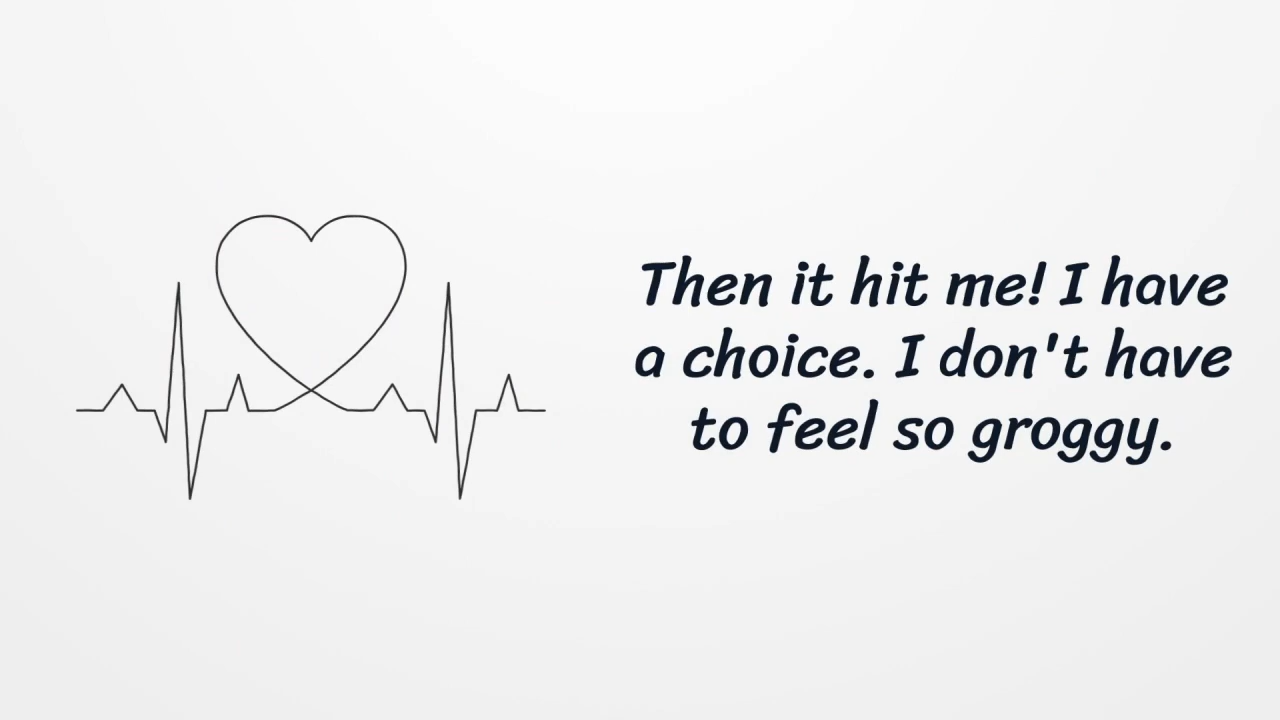 Then it hit me! I have
a choice. I don't have
to feel so groggy.